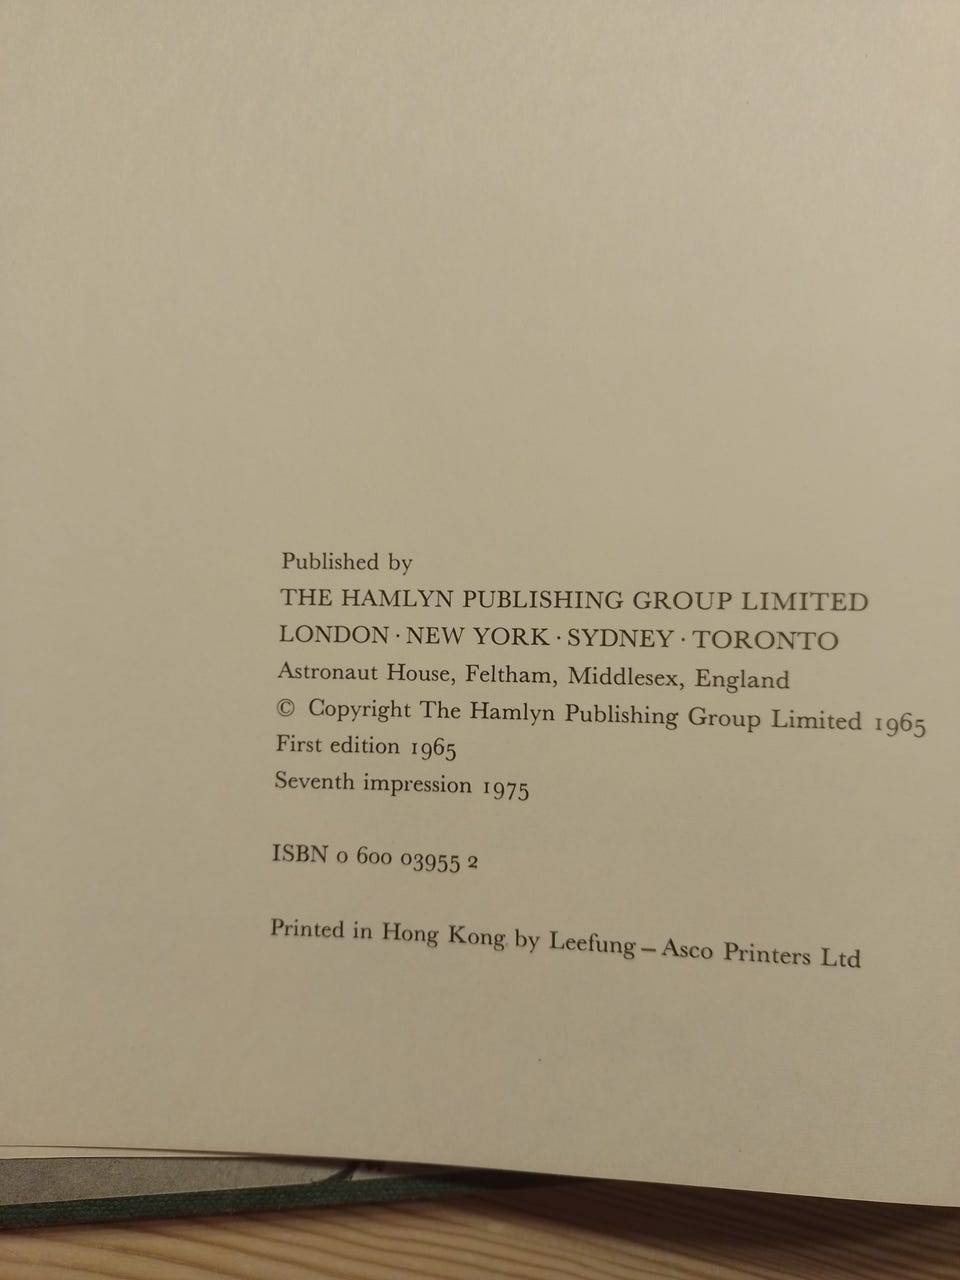 Published by
THE HAMLYN PUBLISHING GROUP LIMITED
LONDON · NEW YORK · SYDNEY · TORONTO
Astronaut House, Feltham, Middlesex, England
© Copyright The Hamlyn Publishing Group Limited 1965
First edition 1965
Seventh impression 1975
ISBN 0 600 03955 2
Printed in Hong Kong by Leefung – Asco Printers Ltd